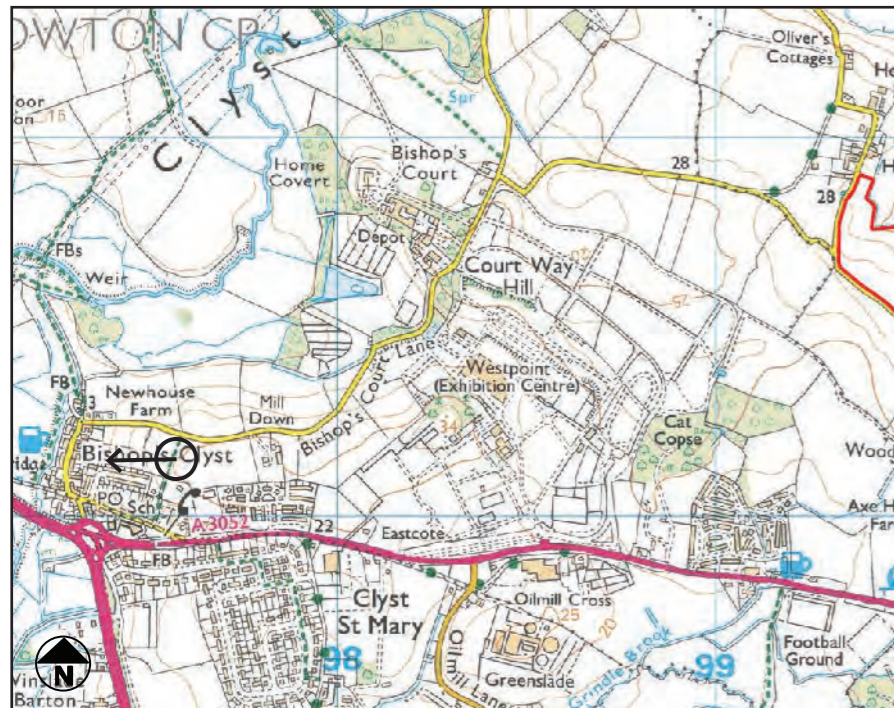 OWTON CP
Clyst
Oliver's
Cottages
Spr
Home
Covert
Bishop's
Court
28
28
Depot
FBs
Weir
Court Way
Hill
FB
3
Newhouse
Farm
Mill
Down
Bishop's Court Lane
Westpoint
(Exhibition Centre)
34
25
Cat
Copse
Wood
Clyst
PO
Sch
A3052
22
Eastcote
Axe H
Far
FB
Clyst
St Mary
Oilmill Cross
25
20
Oilmill Lane
Greenslade
Grindle Brook
98
99
Football
Ground
Barton
N